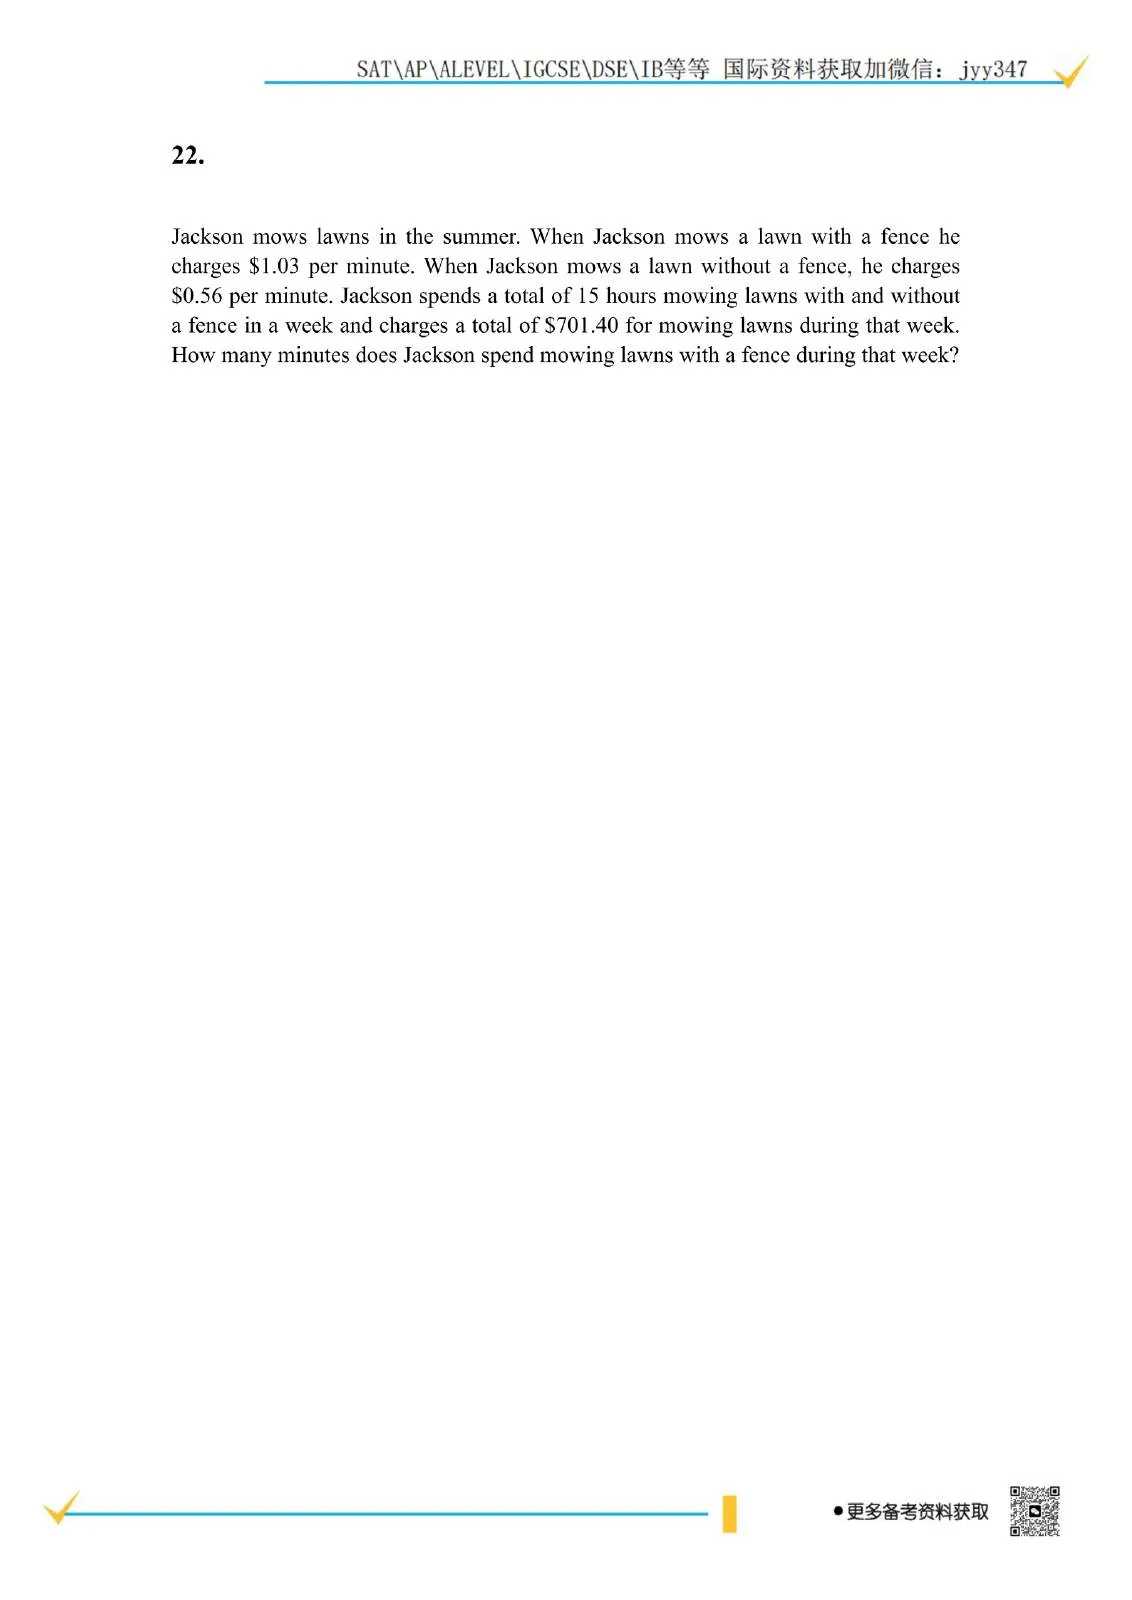 SAT\AP\ALEVEL\IGCSE\DSE\IB等等 国际资料获取加微信：jyy347
22.
Jackson mows lawns in the summer. When Jackson mows a lawn with a fence he
charges $1.03 per minute. When Jackson mows a lawn without a fence, he charges
$0.56 per minute. Jackson spends a total of 15 hours mowing lawns with and without
a fence in a week and charges a total of $701.40 for mowing lawns during that week.
How many minutes does Jackson spend mowing lawns with a fence during that week?
●更多备考资料获取